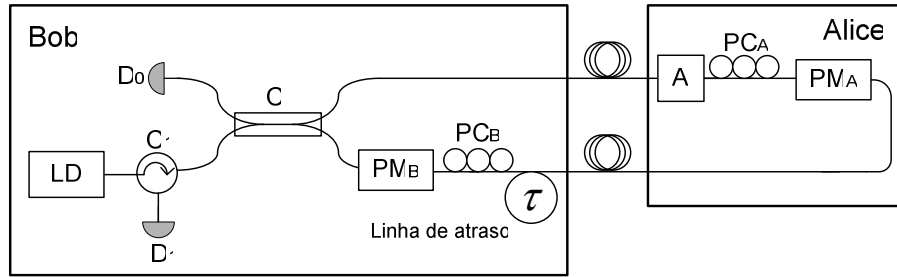 Bob
Alice
D0
C
LD
PMB
PCB
τ
Linha de atraso
A
PCA
PMA